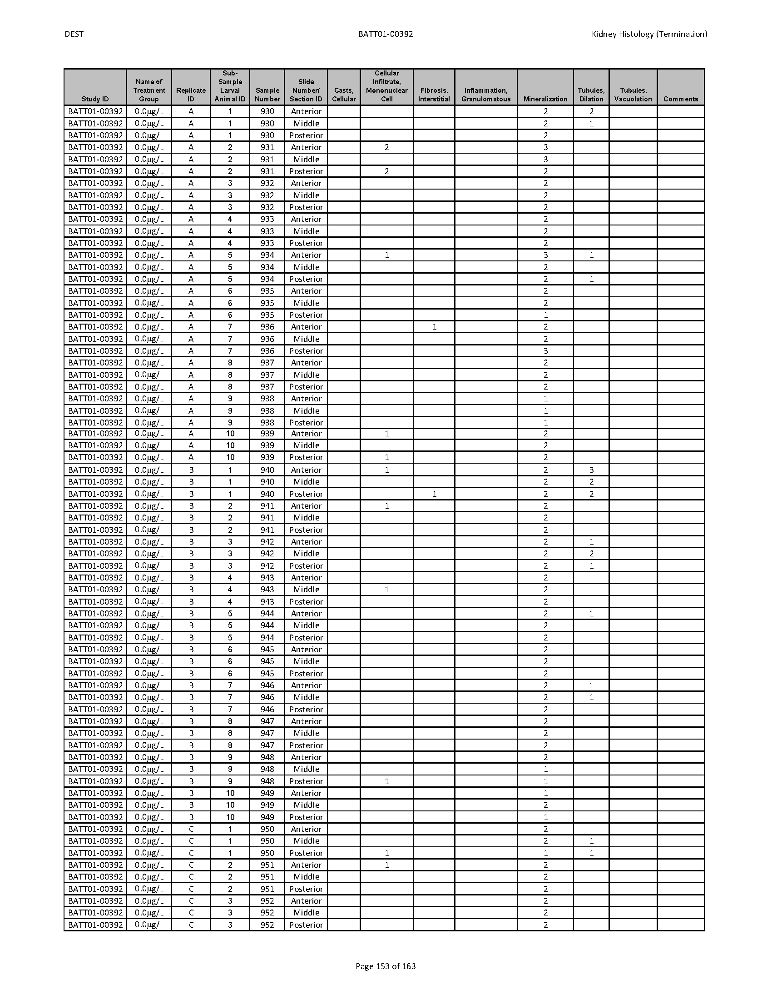 DEST BATT01-00392 Kidney Histology (Termination)
Study ID Name of Treatment Group Replicate ID Sub-Sample Larval Animal ID Sample Number Slide Number/ Section ID Casts, Cellular Cellular Infiltrate, Mononuclear Cell Fibrosis, Interstitial Inflammation, Granulomatous Mineralization Tubules, Dilation Tubules, Vacuolation Comments
BATT01-00392 0.0µg/L A 1 930 Anterior 2 2
BATT01-00392 0.0µg/L A 1 930 Middle 2 1
BATT01-00392 0.0µg/L A 1 930 Posterior 2
BATT01-00392 0.0µg/L A 2 931 Anterior 2 3
BATT01-00392 0.0µg/L A 2 931 Middle 3
BATT01-00392 0.0µg/L A 2 931 Posterior 2 2
BATT01-00392 0.0µg/L A 3 932 Anterior 2
BATT01-00392 0.0µg/L A 3 932 Middle 2
BATT01-00392 0.0µg/L A 3 932 Posterior 2
BATT01-00392 0.0µg/L A 4 933 Anterior 2
BATT01-00392 0.0µg/L A 4 933 Middle 2
BATT01-00392 0.0µg/L A 4 933 Posterior 2
BATT01-00392 0.0µg/L A 5 934 Anterior 1 3 1
BATT01-00392 0.0µg/L A 5 934 Middle 2
BATT01-00392 0.0µg/L A 5 934 Posterior 2 1
BATT01-00392 0.0µg/L A 6 935 Anterior 2
BATT01-00392 0.0µg/L A 6 935 Middle 2
BATT01-00392 0.0µg/L A 6 935 Posterior 1
BATT01-00392 0.0µg/L A 7 936 Anterior 1 2
BATT01-00392 0.0µg/L A 7 936 Middle 2
BATT01-00392 0.0µg/L A 7 936 Posterior 3
BATT01-00392 0.0µg/L A 8 937 Anterior 2
BATT01-00392 0.0µg/L A 8 937 Middle 2
BATT01-00392 0.0µg/L A 8 937 Posterior 2
BATT01-00392 0.0µg/L A 9 938 Anterior 1
BATT01-00392 0.0µg/L A 9 938 Middle 1
BATT01-00392 0.0µg/L A 9 938 Posterior 1
BATT01-00392 0.0µg/L A 10 939 Anterior 1 2
BATT01-00392 0.0µg/L A 10 939 Middle 2
BATT01-00392 0.0µg/L A 10 939 Posterior 1 2
BATT01-00392 0.0µg/L B 1 940 Anterior 1 2 3
BATT01-00392 0.0µg/L B 1 940 Middle 2 2
BATT01-00392 0.0µg/L B 1 940 Posterior 1 2 2
BATT01-00392 0.0µg/L B 2 941 Anterior 1 2
BATT01-00392 0.0µg/L B 2 941 Middle 2
BATT01-00392 0.0µg/L B 2 941 Posterior 2
BATT01-00392 0.0µg/L B 3 942 Anterior 2 1
BATT01-00392 0.0µg/L B 3 942 Middle 2 2
BATT01-00392 0.0µg/L B 3 942 Posterior 2 1
BATT01-00392 0.0µg/L B 4 943 Anterior 2
BATT01-00392 0.0µg/L B 4 943 Middle 1 2
BATT01-00392 0.0µg/L B 4 943 Posterior 2
BATT01-00392 0.0µg/L B 5 944 Anterior 2 1
BATT01-00392 0.0µg/L B 5 944 Middle 2
BATT01-00392 0.0µg/L B 5 944 Posterior 2
BATT01-00392 0.0µg/L B 6 945 Anterior 2
BATT01-00392 0.0µg/L B 6 945 Middle 2
BATT01-00392 0.0µg/L B 6 945 Posterior 2
BATT01-00392 0.0µg/L B 7 946 Anterior 2 1
BATT01-00392 0.0µg/L B 7 946 Middle 2 1
BATT01-00392 0.0µg/L B 7 946 Posterior 2
BATT01-00392 0.0µg/L B 8 947 Anterior 2
BATT01-00392 0.0µg/L B 8 947 Middle 2
BATT01-00392 0.0µg/L B 8 947 Posterior 2
BATT01-00392 0.0µg/L B 9 948 Anterior 2
BATT01-00392 0.0µg/L B 9 948 Middle 1
BATT01-00392 0.0µg/L B 9 948 Posterior 1 1
BATT01-00392 0.0µg/L B 10 949 Anterior 1
BATT01-00392 0.0µg/L B 10 949 Middle 2
BATT01-00392 0.0µg/L B 10 949 Posterior 1
BATT01-00392 0.0µg/L C 1 950 Anterior 2
BATT01-00392 0.0µg/L C 1 950 Middle 2 1
BATT01-00392 0.0µg/L C 1 950 Posterior 1 1 1
BATT01-00392 0.0µg/L C 2 951 Anterior 1 2
BATT01-00392 0.0µg/L C 2 951 Middle 2
BATT01-00392 0.0µg/L C 2 951 Posterior 2
BATT01-00392 0.0µg/L C 3 952 Anterior 2
BATT01-00392 0.0µg/L C 3 952 Middle 2
BATT01-00392 0.0µg/L C 3 952 Posterior 2
Page 153 of 163